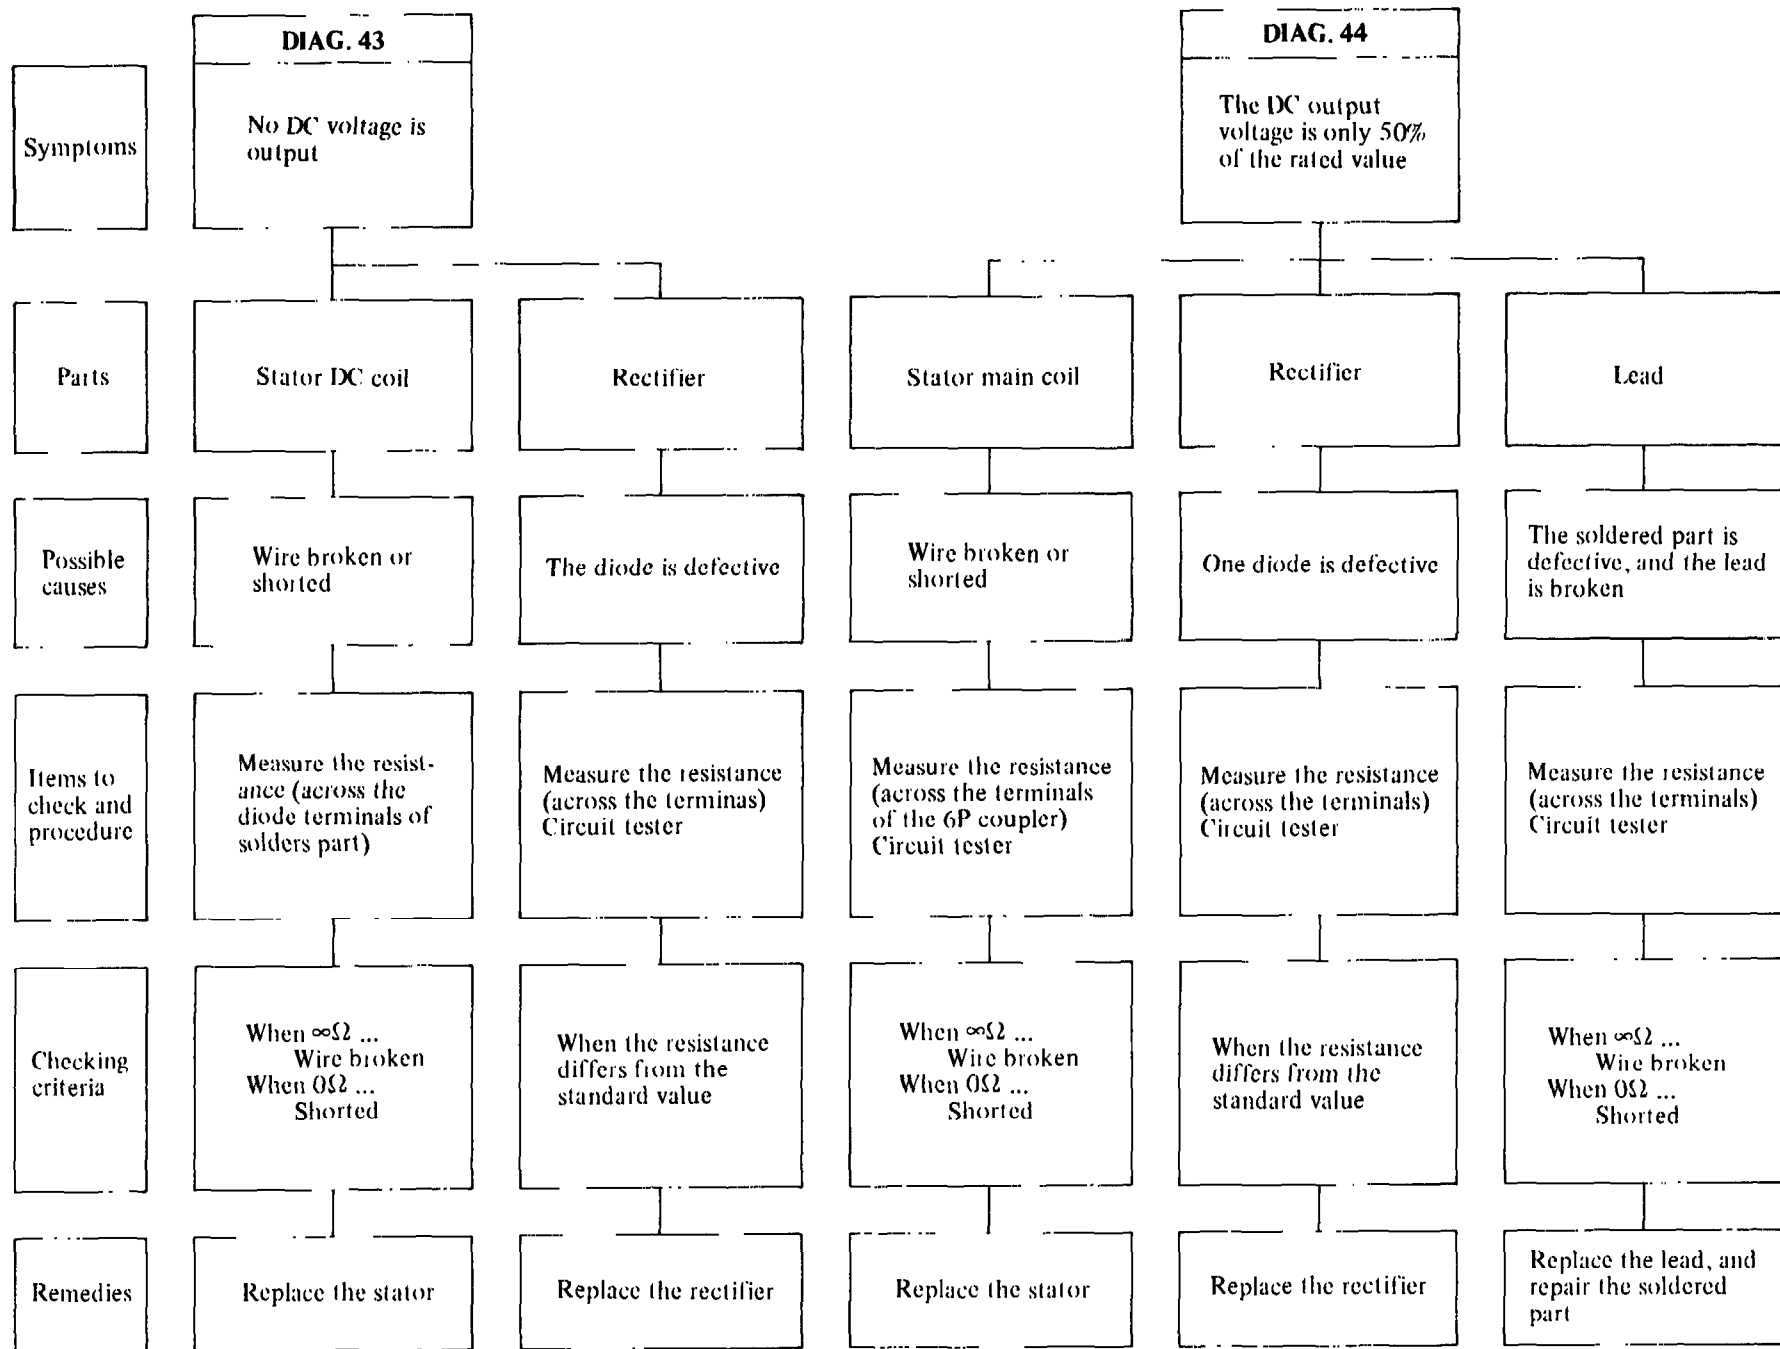 DIAG. 43
DIAG. 44
Symptoms
No DC voltage is
output
The DC output
voltage is only 50%
of the rated value
Parts
Stator DC coil
Rectifier
Stator main coil
Rectifier
Lead
Possible
causes
Wire broken or
shorted
The diode is defective
Wire broken or
shorted
One diode is defective
The soldered part is
defective, and the lead
is broken
Items to
check and
procedure
Measure the resist-
ance (across the
diode terminals of
solders part)
Measure the resistance
(across the terminas)
Circuit tester
Measure the resistance
(across the terminals
of the 6P coupler)
Circuit tester
Measure the resistance
(across the terminals)
Circuit tester
Measure the resistance
(across the terminals)
Circuit tester
Checking
criteria
When ∞Ω ...
Wire broken
When 0Ω ...
Shorted
When the resistance
differs from the
standard value
When ∞Ω ...
Wire broken
When 0Ω ...
Shorted
When the resistance
differs from the
standard value
When ∞Ω ...
Wire broken
When 0Ω ...
Shorted
Remedies
Replace the stator
Replace the rectifier
Replace the stator
Replace the rectifier
Replace the lead, and
repair the soldered
part